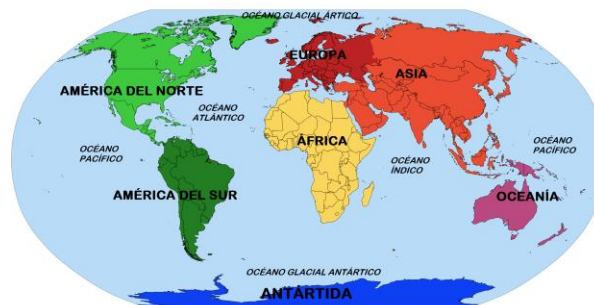 OCÉANO GLACIAL ÁRTICO
EUROPA
ASIA
AMÉRICA DEL NORTE
OCÉANO
ATLÁNTICO
ÁFRICA
OCÉANO
PACÍFICO
OCÉANO
PACÍFICO
OCÉANO
ÍNDICO
AMÉRICA DEL SUR
OCEANÍA
OCÉANO GLACIAL ANTÁRTICO
ANTÁRTIDA